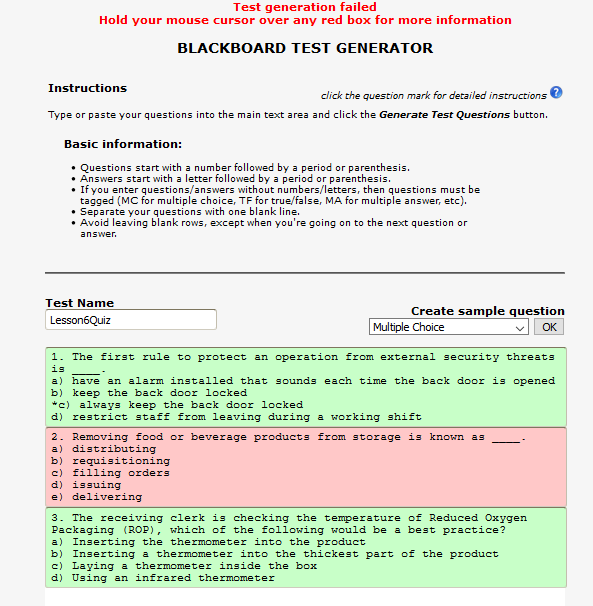 Test generation failed
Hold your mouse cursor over any red box for more information
BLACKBOARD TEST GENERATOR
Instructions
click the question mark for detailed instructions ?
Type or paste your questions into the main text area and click the Generate Test Questions button.
Basic information:
• Questions start with a number followed by a period or parenthesis.
• Answers start with a letter followed by a period or parenthesis.
• If you enter questions/answers without numbers/letters, then questions must be
tagged (MC for multiple choice, TF for true/false, MA for multiple answer, etc).
• Separate your questions with one blank line.
• Avoid leaving blank rows, except when you're going on to the next question or
answer.
Test Name
Lesson6Quiz
Create sample question
Multiple Choice
OK
1. The first rule to protect an operation from external security threats
is ____.
a) have an alarm installed that sounds each time the back door is opened
b) keep the back door locked
*c) always keep the back door locked
d) restrict staff from leaving during a working shift
2. Removing food or beverage products from storage is known as ____.
a) distributing
b) requisitioning
c) filling orders
d) issuing
e) delivering
3. The receiving clerk is checking the temperature of Reduced Oxygen
Packaging (ROP), which of the following would be a best practice?
a) Inserting the thermometer into the product
b) Inserting a thermometer into the thickest part of the product
c) Laying a thermometer inside the box
d) Using an infrared thermometer